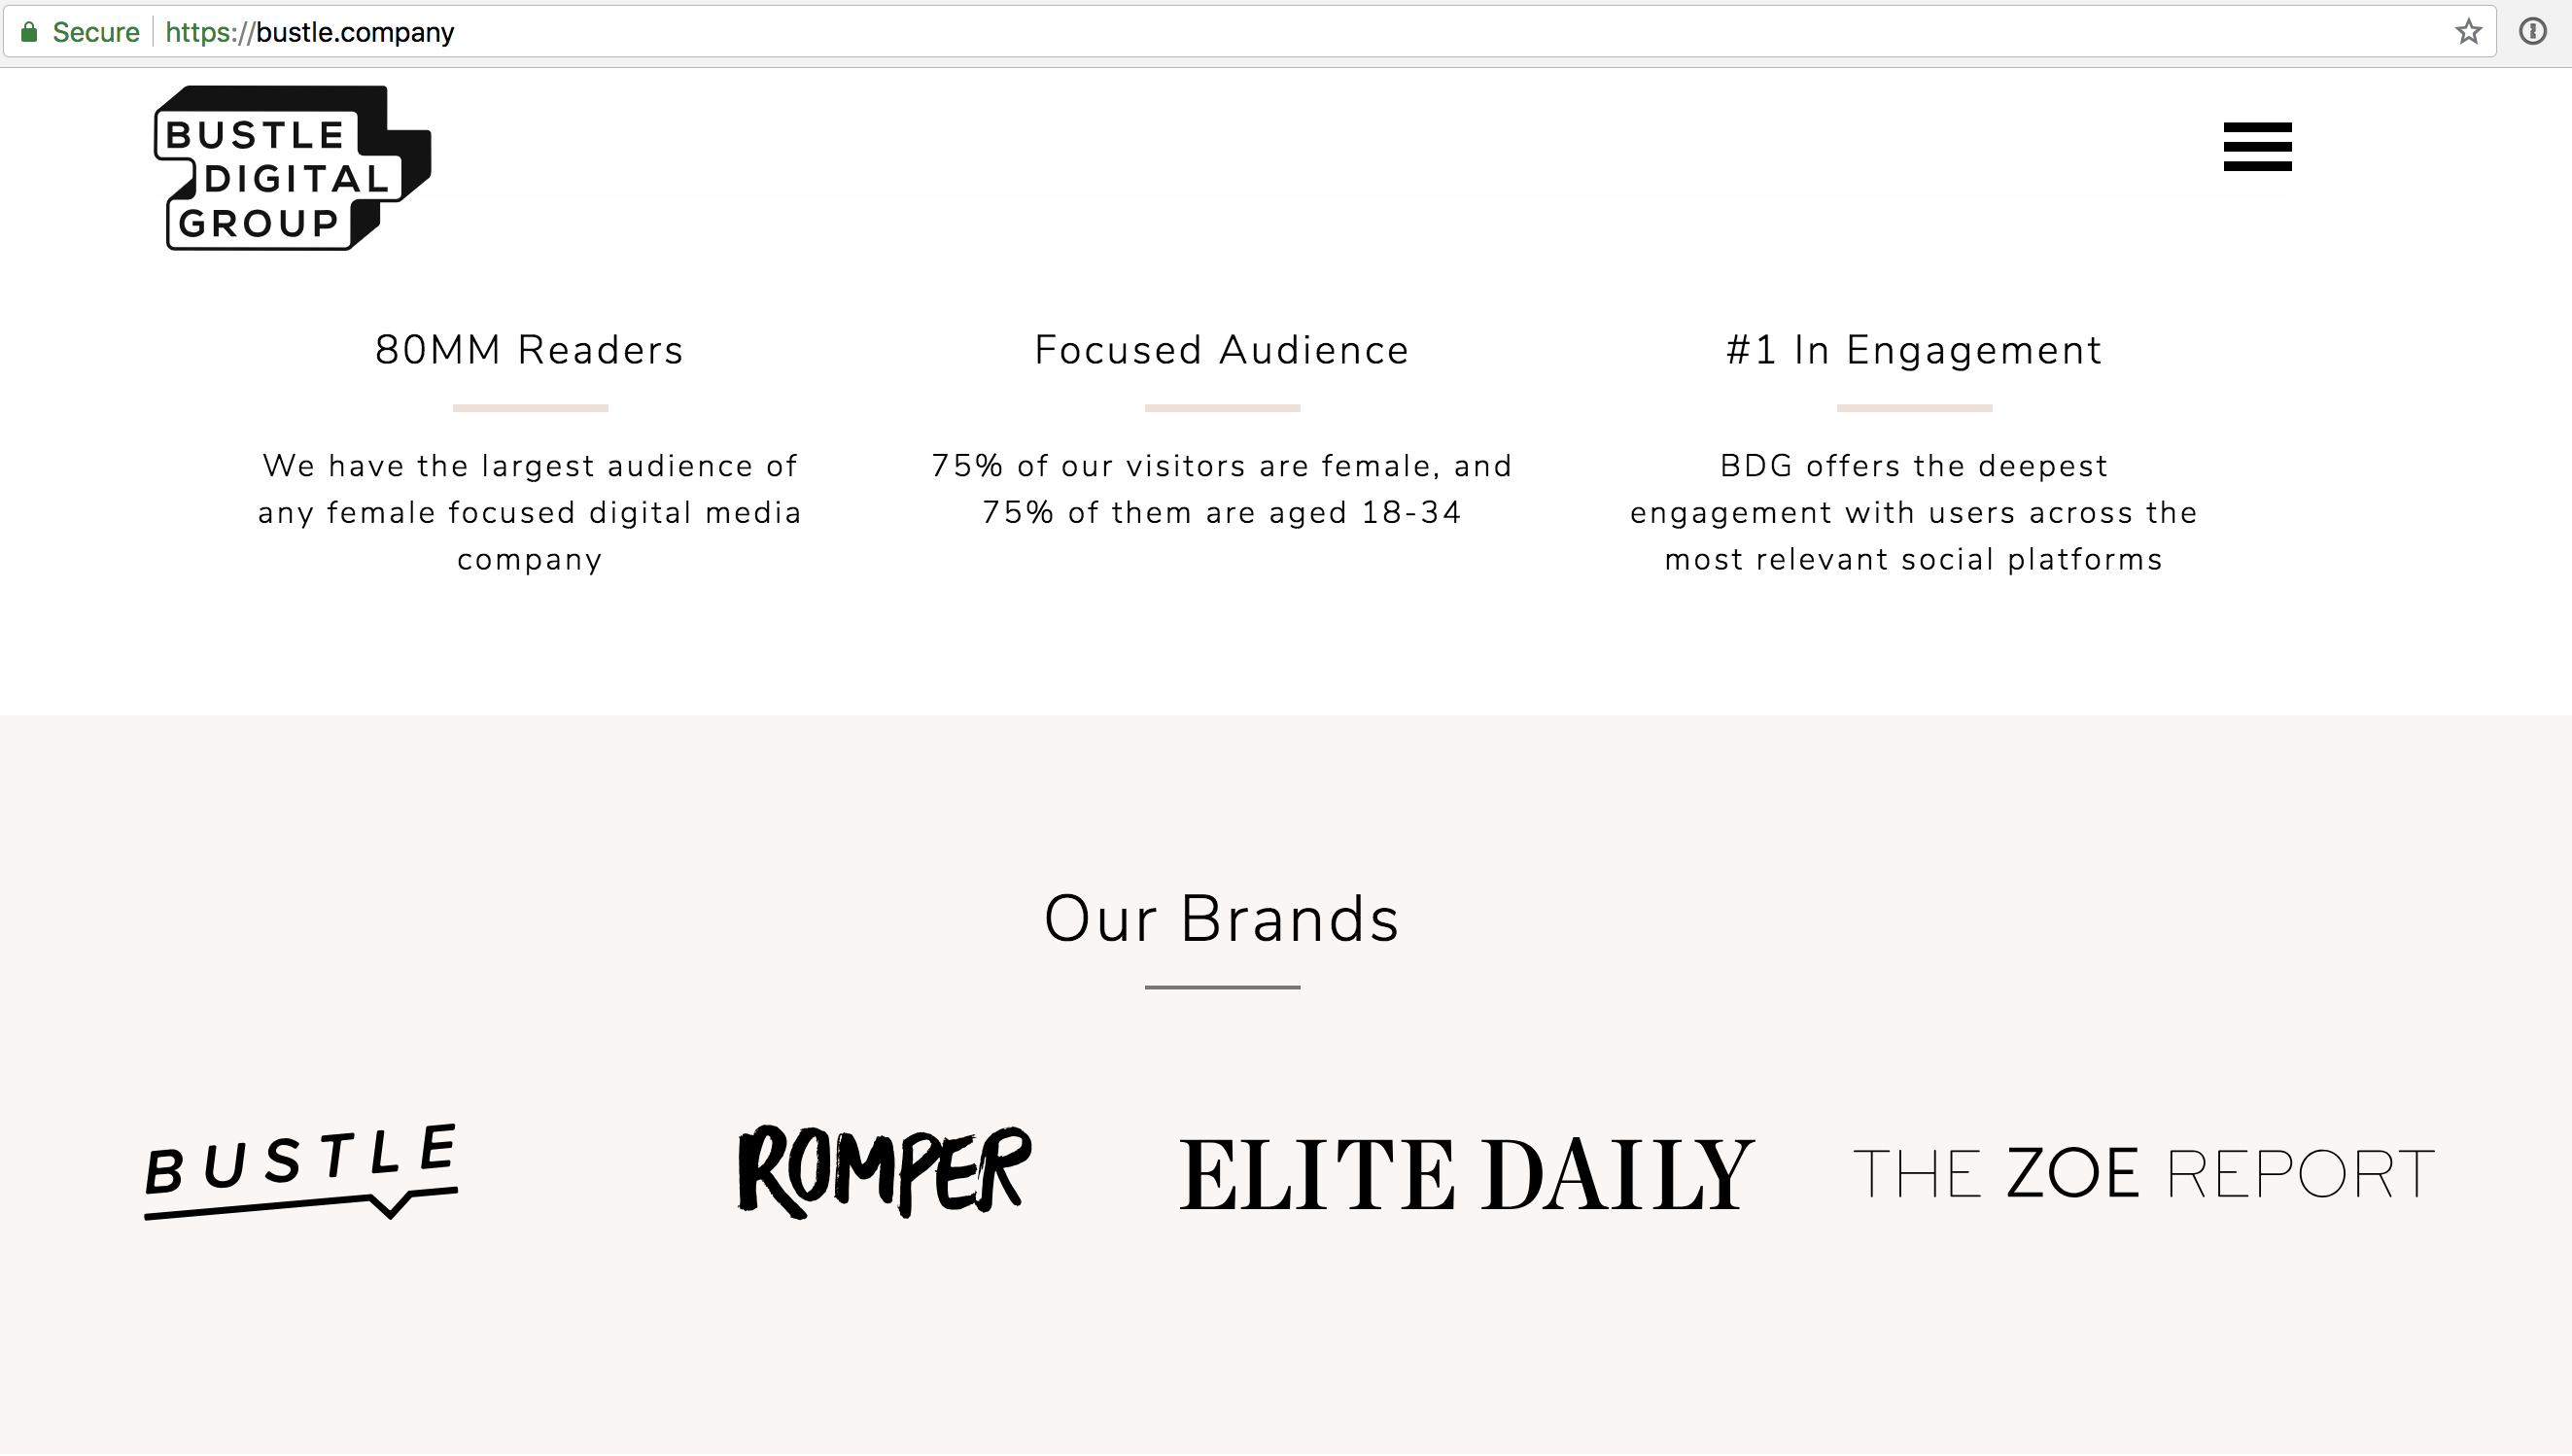 Secure https://bustle.company
BUSTLE
DIGITAL
GROUP
80MM Readers
We have the largest audience of
any female focused digital media
company
Focused Audience
75% of our visitors are female, and
75% of them are aged 18-34
#1 In Engagement
BDG offers the deepest
engagement with users across the
most relevant social platforms
Our Brands
BUSTLE
ROMPER
ELITE DAILY
THE ZOE REPORT